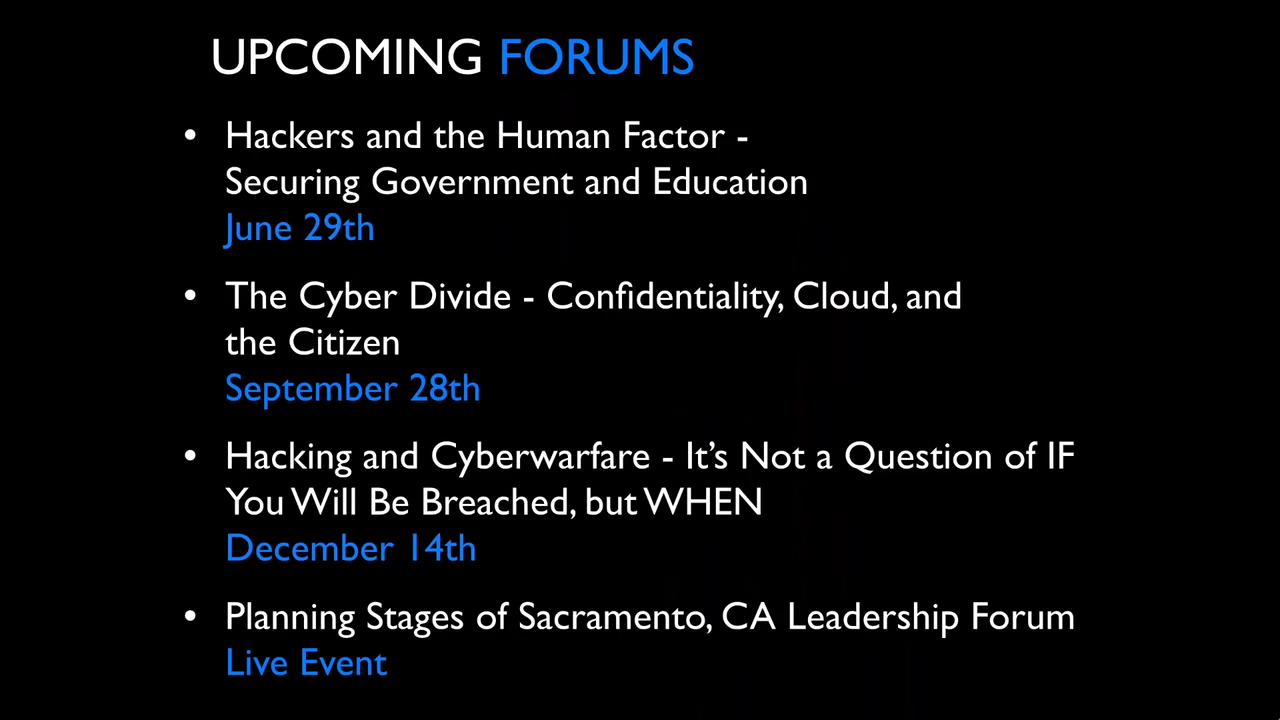 UPCOMING FORUMS
• Hackers and the Human Factor -
Securing Government and Education
June 29th
• The Cyber Divide - Confidentiality, Cloud, and
the Citizen
September 28th
• Hacking and Cyberwarfare - It’s Not a Question of IF
You Will Be Breached, but WHEN
December 14th
• Planning Stages of Sacramento, CA Leadership Forum
Live Event